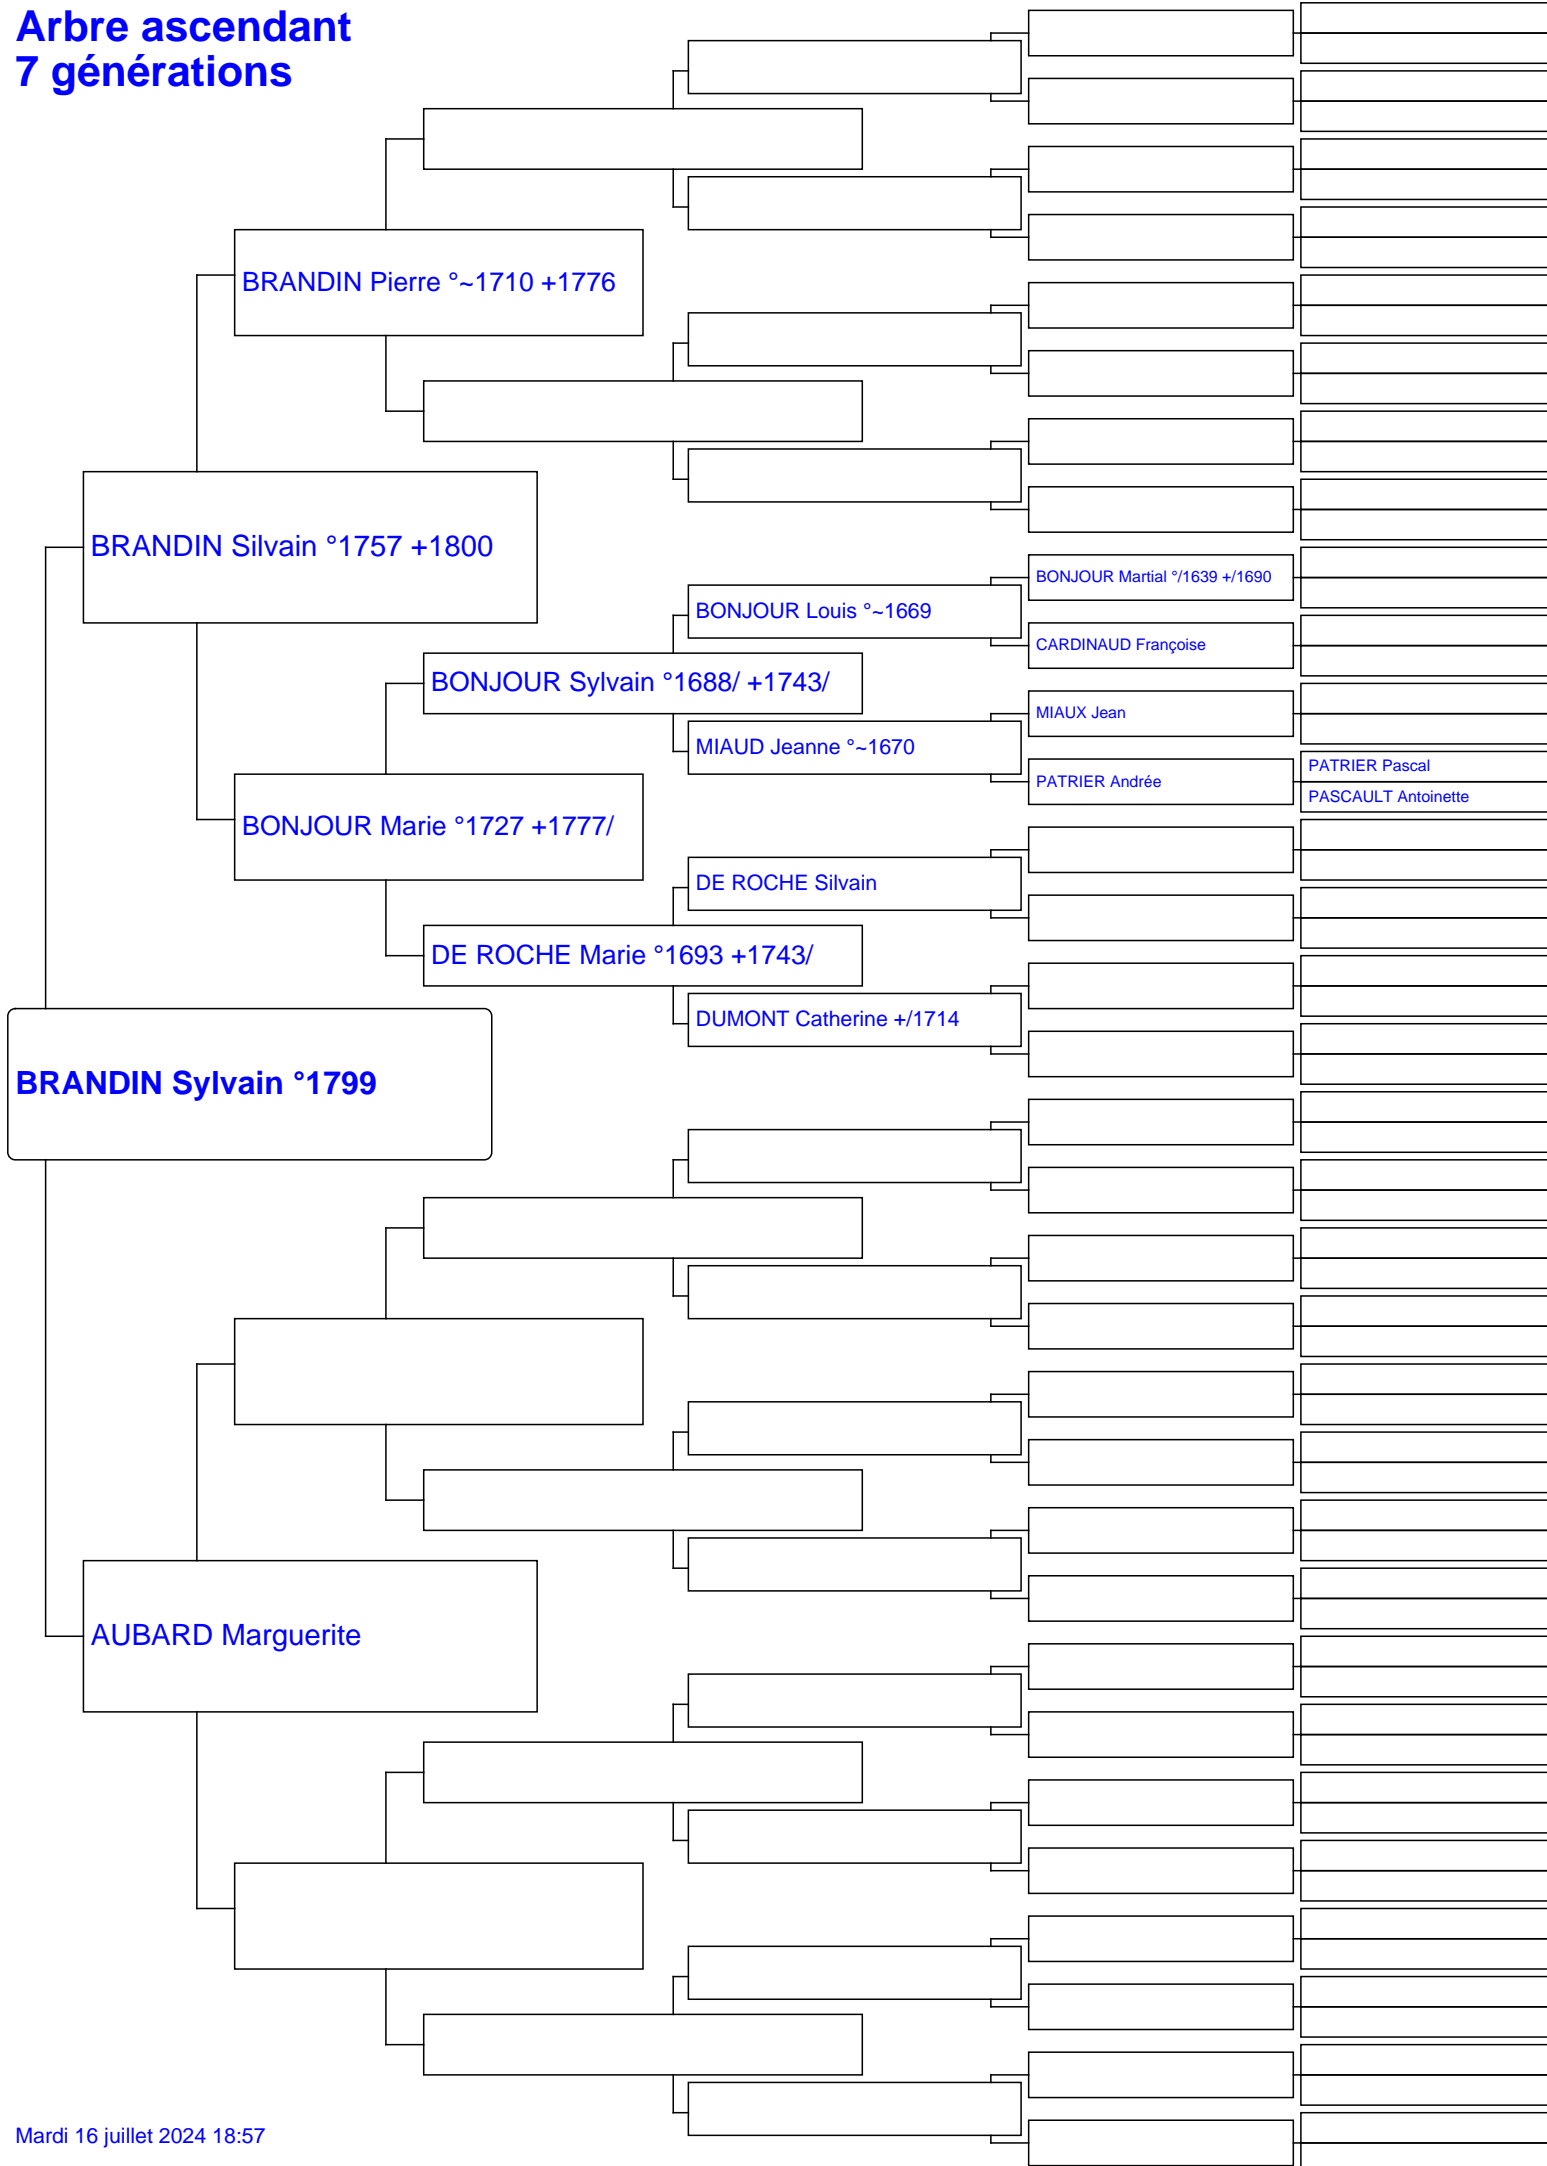 Arbre ascendant
7 générations
BRANDIN Pierre °~1710 +1776
BRANDIN Silvain °1757 +1800
BONJOUR Martial °/1639 +/1690
BONJOUR Louis °~1669
CARDINAUD Françoise
BONJOUR Sylvain °1688/ +1743/
MIAUX Jean
MIAUD Jeanne °~1670
PATRIER Pascal
PATRIER Andrée
PASCAULT Antoinette
BONJOUR Marie °1727 +1777/
DE ROCHE Silvain
DE ROCHE Marie °1693 +1743/
DUMONT Catherine +/1714
BRANDIN Sylvain °1799
AUBARD Marguerite
Mardi 16 juillet 2024 18:57